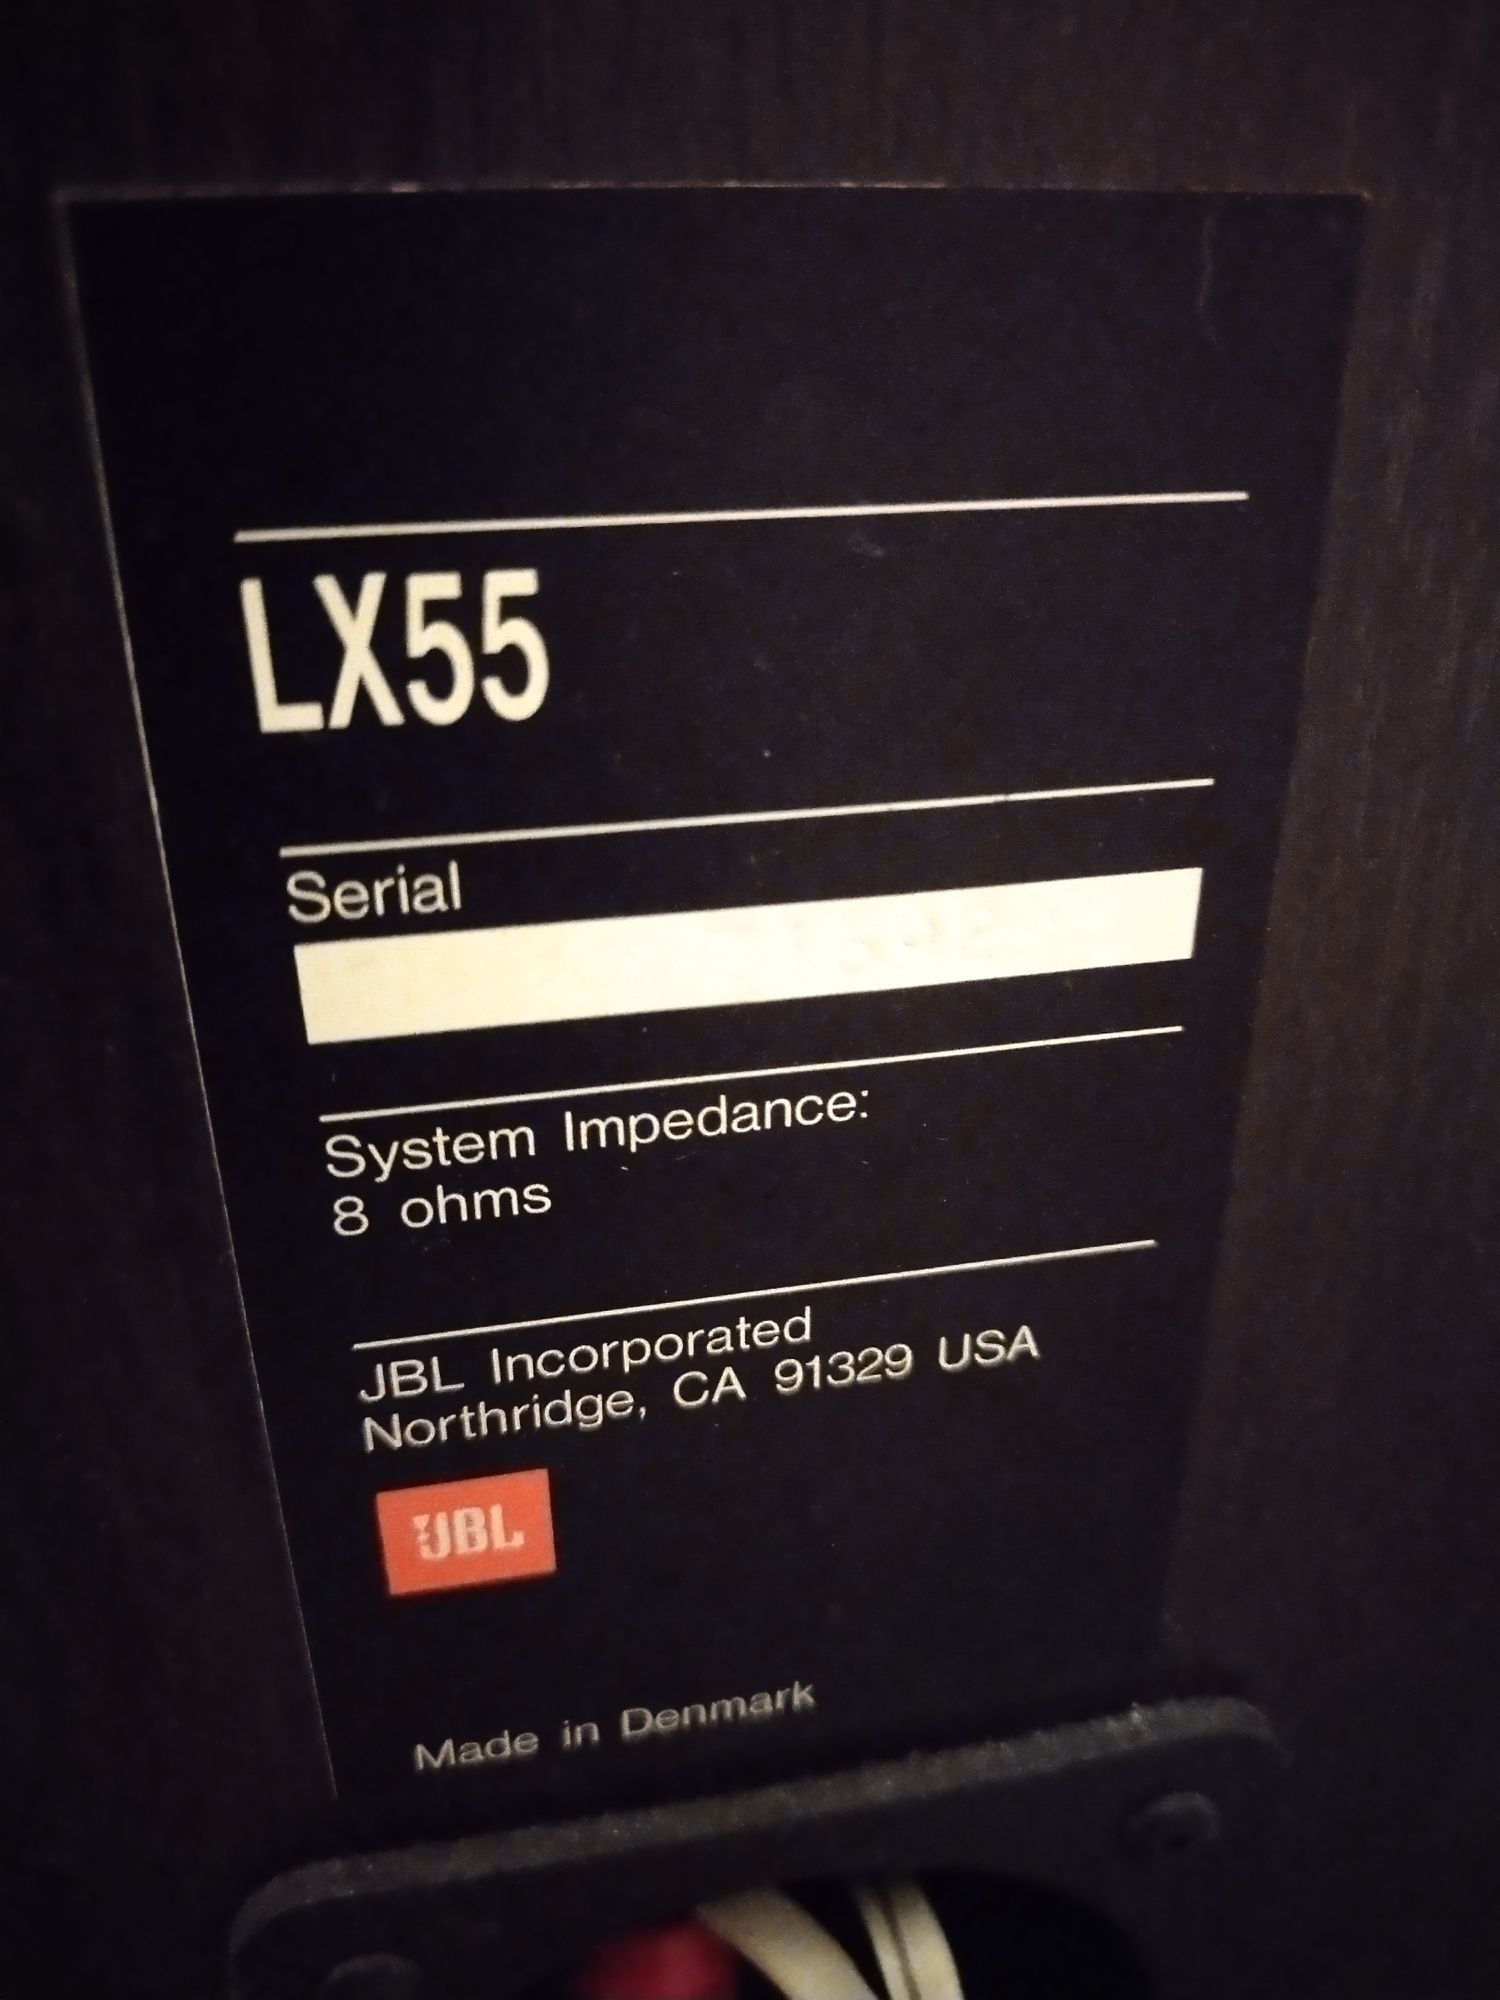 LX55
Serial
System Impedance:
8 ohms
JBL Incorporated
Northridge, CA 91329 USA
JBL
Made in Denmark